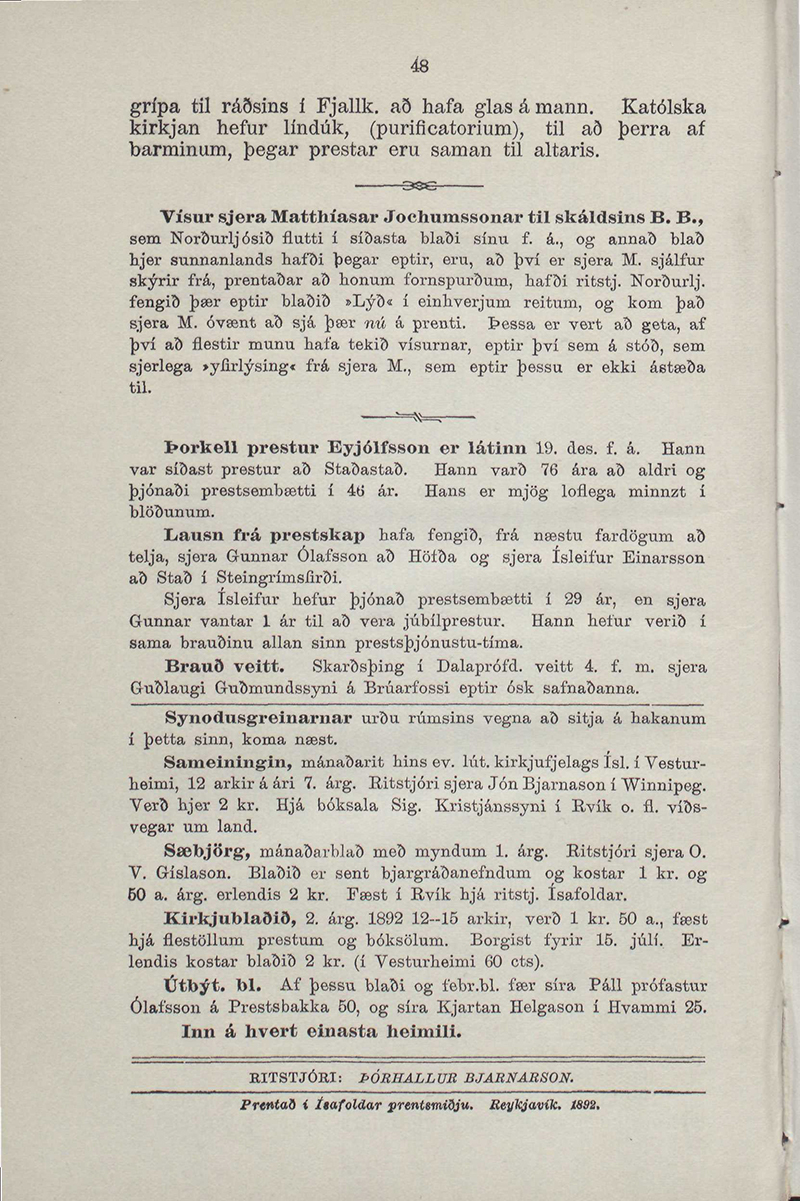 48
grípa til ráðsins í Fjallk. að hafa glas á mann. Katólska
kirkjan hefur líndúk, (purificatorium), til að þerra af
barminum, þegar prestar eru saman til altaris.
Vísur sjera Matthíasar Jochumssonar til skáldsins B. B.,
sem Norðurljósið flutti í síðasta blaði sínu f. á., og annað blað
hjer sunnanlands hafði þegar eptir, eru, að því er sjera M. sjálfur
skýrir frá, prentaðar að honum fornspurðum, hafði ritstj. Norðurlj.
fengið þær eptir blaðið »Lýð« í einhverjum reitum, og kom það
sjera M. óvænt að sjá þær nú á prenti. Þessa er vert að geta, af
því að flestir munu hafa tekið vísurnar, eptir því sem á stóð, sem
sjerlega »yfirlýsing« frá sjera M., sem eptir þessu er ekki ástæða
til.
Þorkell prestur Eyjólfsson er látinn 19. des. f. á. Hann
var síðast prestur að Staðastað. Hann varð 76 ára að aldri og
þjónaði prestsembætti í 46 ár. Hans er mjög loflega minnzt í
blöðunum.
Lausn frá prestskap hafa fengið, frá næstu fardögum að
telja, sjera Gunnar Ólafsson að Höfða og sjera Ísleifur Einarsson
að Stað í Steingrímsfirði.
Sjera Ísleifur hefur þjónað prestsembætti í 29 ár, en sjera
Gunnar vantar 1 ár til að vera júbílprestur. Hann hefur verið í
sama brauðinu allan sinn prestsþjónustu-tíma.
Brauð veitt. Skarðsþing í Dalaprófd. veitt 4. f. m. sjera
Guðlaugi Guðmundssyni á Brúarfossi eptir ósk safnaðanna.
Synodusgreinarnar urðu rúmsins vegna að sitja á hakanum
í þetta sinn, koma næst.
Sameiningin, mánaðarit hins ev. lút. kirkjufjelags Ísl. í Vestur-
heimi, 12 arkir á ári 7. árg. Ritstjóri sjera Jón Bjarnason í Winnipeg.
Verð hjer 2 kr. Hjá bóksala Sig. Kristjánssyni í Rvík o. fl. víðs-
vegar um land.
Sæbjörg, mánaðarblað með myndum 1. árg. Ritstjóri sjera O.
V. Gíslason. Blaðið er sent bjargráðanefndum og kostar 1 kr. og
50 a. árg. erlendis 2 kr. Fæst í Rvík hjá ritstj. Ísafoldar.
Kirkjublaðið, 2. árg. 1892 12--15 arkir, verð 1 kr. 50 a., fæst
hjá flestöllum prestum og bóksölum. Borgist fyrir 15. júlí. Er-
lendis kostar blaðið 2 kr. (í Vesturheimi 60 cts).
Útbýt. bl. Af þessu blaði og febr.bl. fær síra Páll prófastur
Ólafsson á Prestsbakka 50, og síra Kjartan Helgason í Hvammi 25.
Inn á hvert einasta heimili.
RITSTJÓRI: ÞÓRHALLUR BJARNARSON.
Prentað í Ísafoldar prentsmiðju. Reykjavík. 1892.